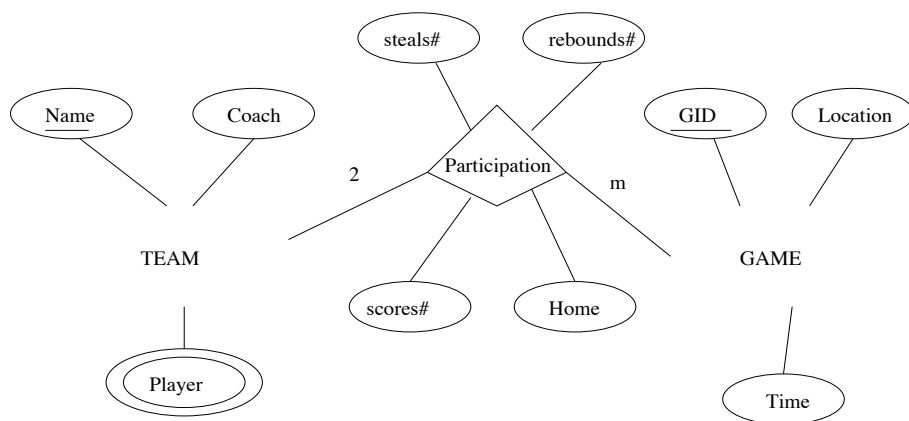 steals#
rebounds#
Name
Coach
GID
Location
Participation
2
m
TEAM
GAME
scores#
Home
Player
Time